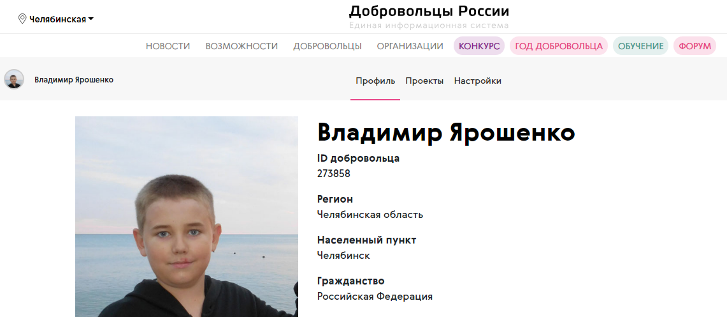 Челябинская
Добровольцы России
Единая информационная система
НОВОСТИ ВОЗМОЖНОСТИ ДОБРОВОЛЬЦЫ ОРГАНИЗАЦИИ КОНКУРС ГОД ДОБРОВОЛЬЦА ОБУЧЕНИЕ ФОРУМ
Владимир Ярошенко
Профиль Проекты Настройки
Владимир Ярошенко
ID добровольца
273858
Регион
Челябинская область
Населенный пункт
Челябинск
Гражданство
Российская Федерация